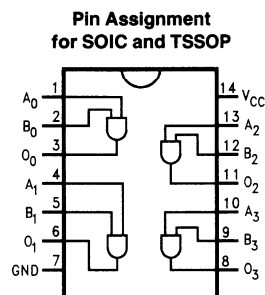 Pin Assignment
for SOIC and TSSOP
A0 1
B0 2
O0 3
A1 4
B1 5
O1 6
GND 7
14 VCC
13 A2
12 B2
11 O2
10 A3
9 B3
8 O3